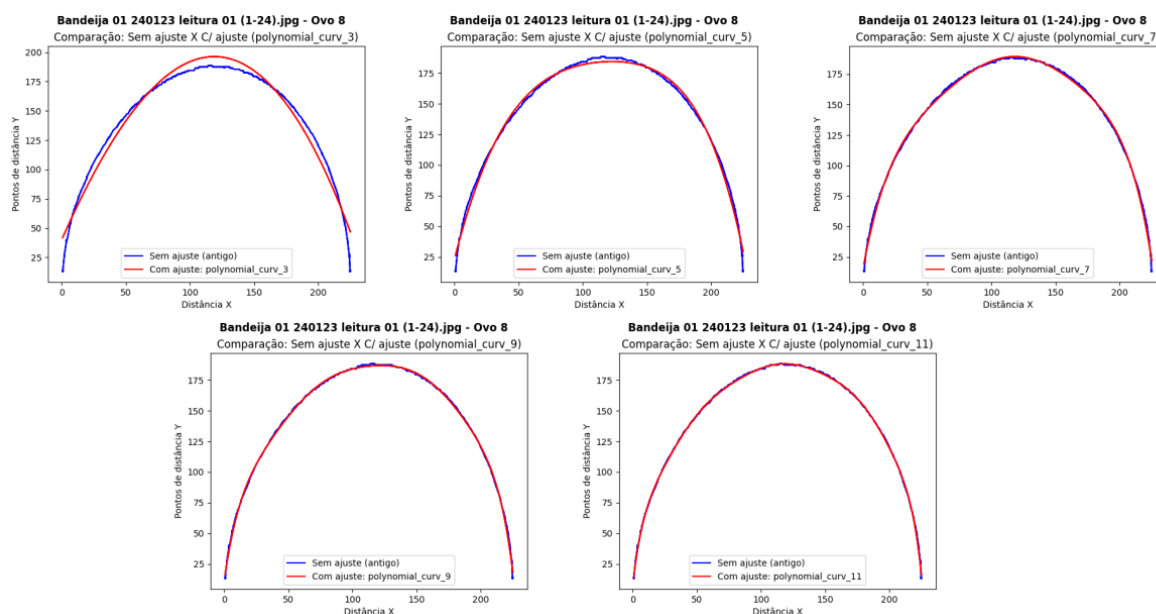 Bandeija 01 240123 leitura 01 (1-24).jpg - Ovo 8
Comparação: Sem ajuste X C/ ajuste (polynomial_curv_3)
200
175
150
125
100
75
50
25
Pontos de distância Y
Sem ajuste (antigo)
Com ajuste: polynomial_curv_3
0 50 100 150 200
Distância X
Bandeija 01 240123 leitura 01 (1-24).jpg - Ovo 8
Comparação: Sem ajuste X C/ ajuste (polynomial_curv_5)
175
150
125
100
75
50
25
Pontos de distância Y
Sem ajuste (antigo)
Com ajuste: polynomial_curv_5
0 50 100 150 200
Distância X
Bandeija 01 240123 leitura 01 (1-24).jpg - Ovo 8
Comparação: Sem ajuste X C/ ajuste (polynomial_curv_7
175
150
125
100
75
50
25
Pontos de distância Y
Sem ajuste (antigo)
Com ajuste: polynomial_curv_7
0 50 100 150 200
Distância X
Bandeija 01 240123 leitura 01 (1-24).jpg - Ovo 8
Comparação: Sem ajuste X C/ ajuste (polynomial_curv_9)
175
150
125
100
75
50
25
Pontos de distância Y
Sem ajuste (antigo)
Com ajuste: polynomial_curv_9
0 50 100 150 200
Distância X
Bandeija 01 240123 leitura 01 (1-24).jpg - Ovo 8
Comparação: Sem ajuste X C/ ajuste (polynomial_curv_11)
175
150
125
100
75
50
25
Pontos de distância Y
Sem ajuste (antigo)
Com ajuste: polynomial_curv_11
0 50 100 150 200
Distância X